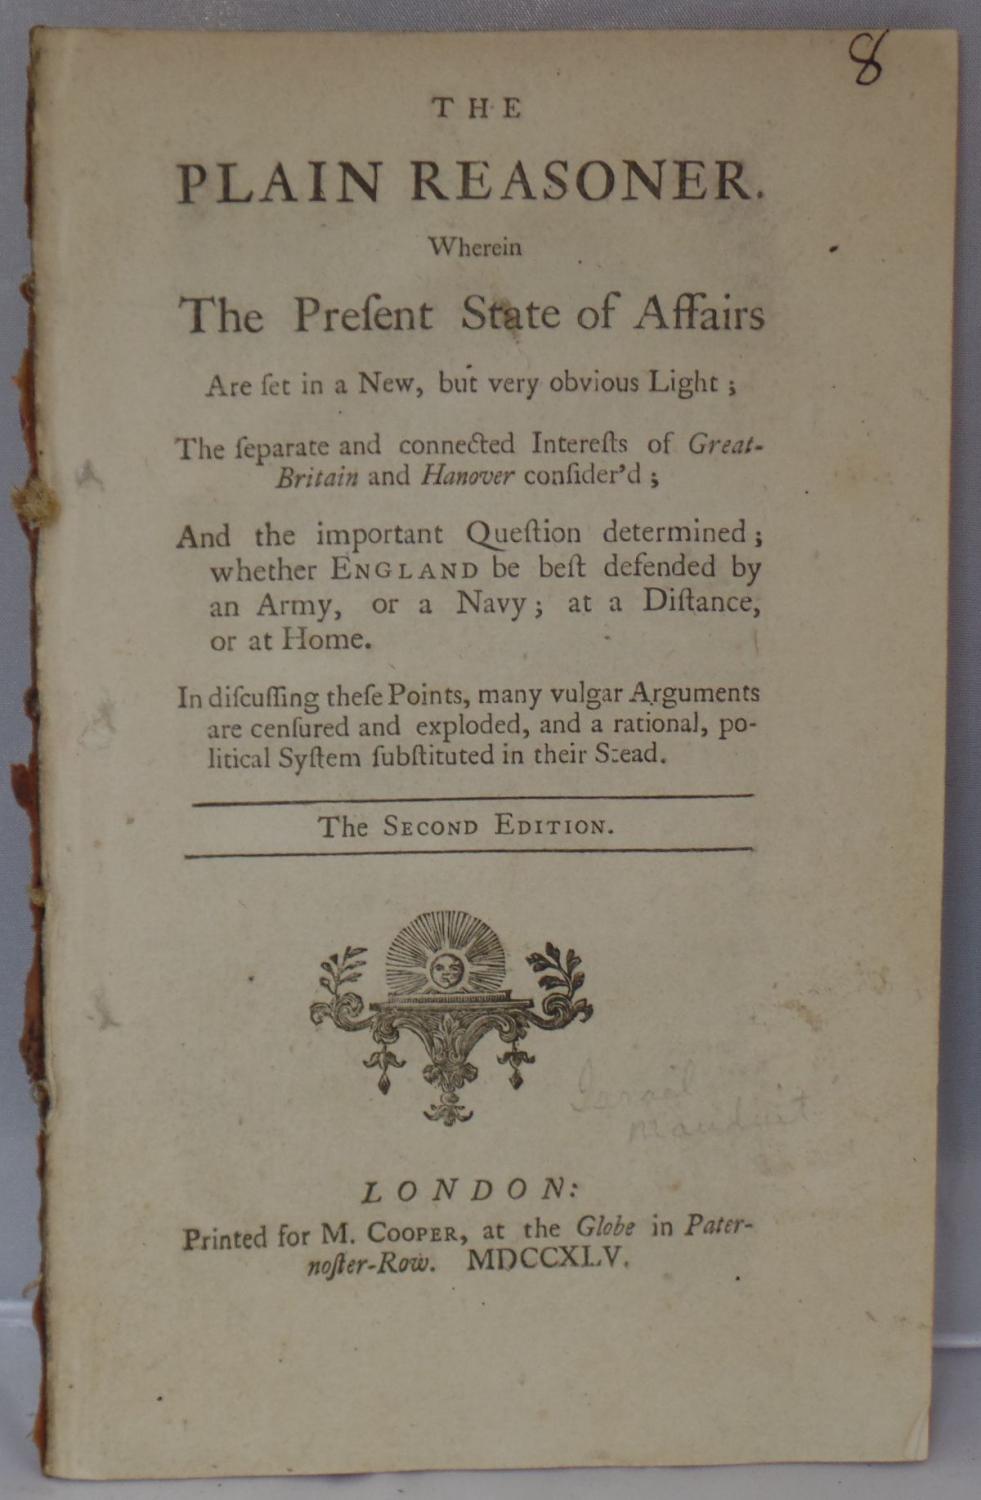 8
THE
PLAIN REASONER.
Wherein
The Preſent State of Affairs
Are ſet in a New, but very obvious Light ;
The ſeparate and connected Intereſts of Great-
Britain and Hanover conſider'd ;
And the important Queſtion determined ;
whether ENGLAND be beſt defended by
an Army, or a Navy ; at a Diſtance,
or at Home.
In diſcuſſing theſe Points, many vulgar Arguments
are cenſured and exploded, and a rational, po-
litical Syſtem ſubſtituted in their Stead.
The SECOND EDITION.
Israel
Mauduit
LONDON:
Printed for M. COOPER, at the Globe in Pater-
noſter-Row. MDCCXLV.